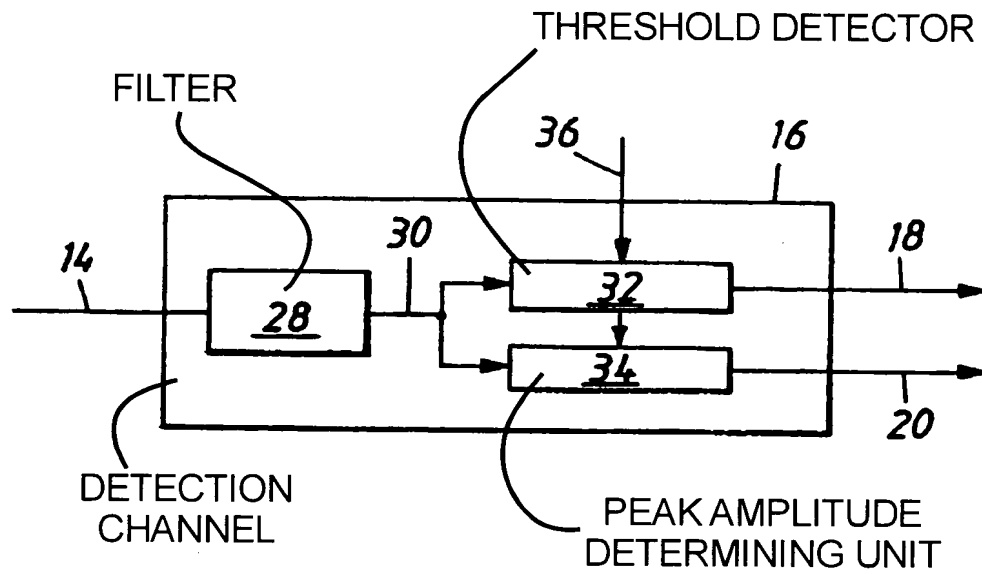 THRESHOLD DETECTOR
FILTER
36
16
14
30
18
28
32
34
20
DETECTION
CHANNEL
PEAK AMPLITUDE
DETERMINING UNIT